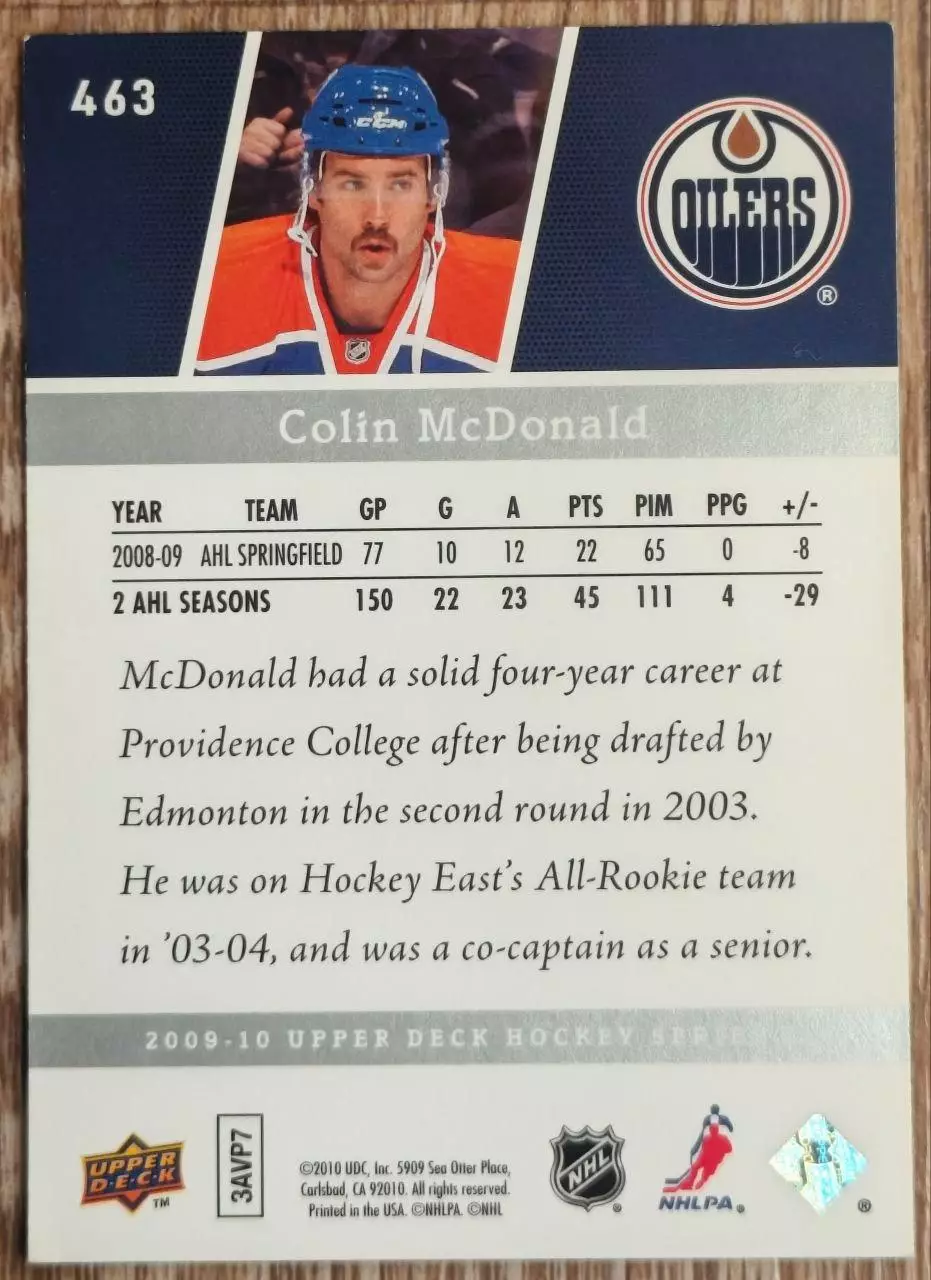 463
CCM
OILERS
®
NHL
Colin McDonald
YEAR TEAM GP G A PTS PIM PPG +/-
2008-09 AHL SPRINGFIELD 77 10 12 22 65 0 -8
2 AHL SEASONS 150 22 23 45 111 4 -29
McDonald had a solid four-year career at
Providence College after being drafted by
Edmonton in the second round in 2003.
He was on Hockey East's All-Rookie team
in '03-04, and was a co-captain as a senior.
2009-10 UPPER DECK HOCKEY SERIE
UPPER
DECK
TM
3AVP7
©2010 UDC, Inc. 5909 Sea Otter Place,
Carlsbad, CA 92010. All rights reserved.
Printed in the USA. ©NHLPA. ©NHL
NHL
®
NHLPA®
®